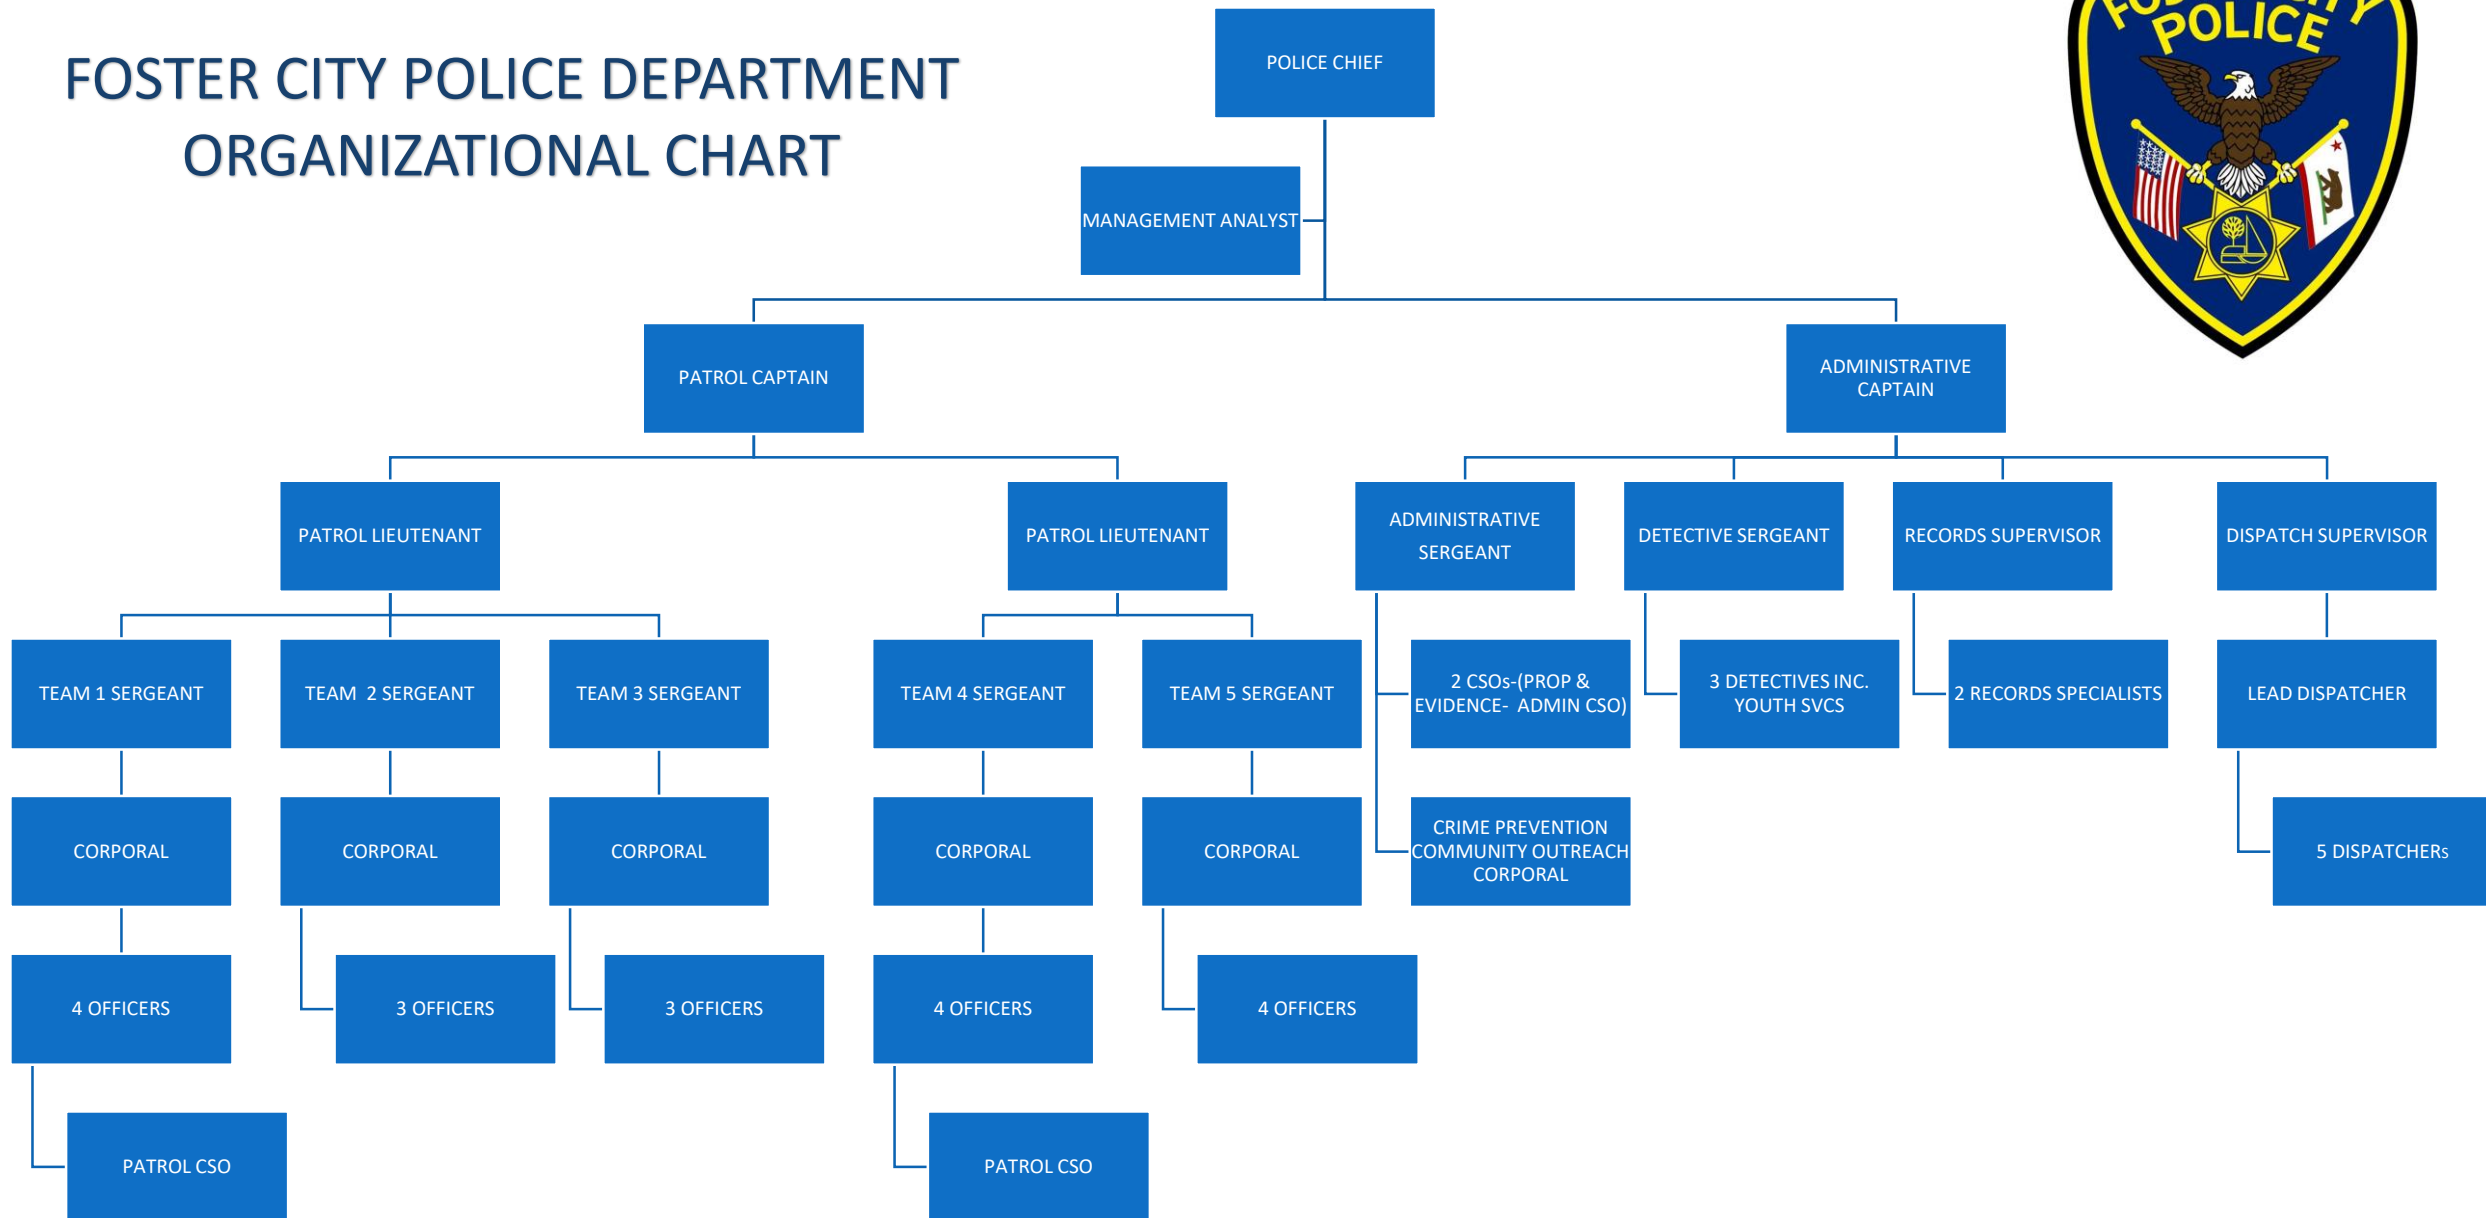 POLICE
FOSTER CITY POLICE DEPARTMENT
ORGANIZATIONAL CHART
POLICE CHIEF
MANAGEMENT ANALYST
PATROL CAPTAIN
ADMINISTRATIVE
CAPTAIN
PATROL LIEUTENANT
PATROL LIEUTENANT
ADMINISTRATIVE
SERGEANT
DETECTIVE SERGEANT
RECORDS SUPERVISOR
DISPATCH SUPERVISOR
TEAM 1 SERGEANT
TEAM  2 SERGEANT
TEAM 3 SERGEANT
TEAM 4 SERGEANT
TEAM 5 SERGEANT
2 CSOs-(PROP &
EVIDENCE-  ADMIN CSO)
3 DETECTIVES INC.
YOUTH SVCS
2 RECORDS SPECIALISTS
LEAD DISPATCHER
CORPORAL
CORPORAL
CORPORAL
CORPORAL
CORPORAL
CRIME PREVENTION
COMMUNITY OUTREACH
CORPORAL
5 DISPATCHERs
4 OFFICERS
3 OFFICERS
3 OFFICERS
4 OFFICERS
4 OFFICERS
PATROL CSO
PATROL CSO